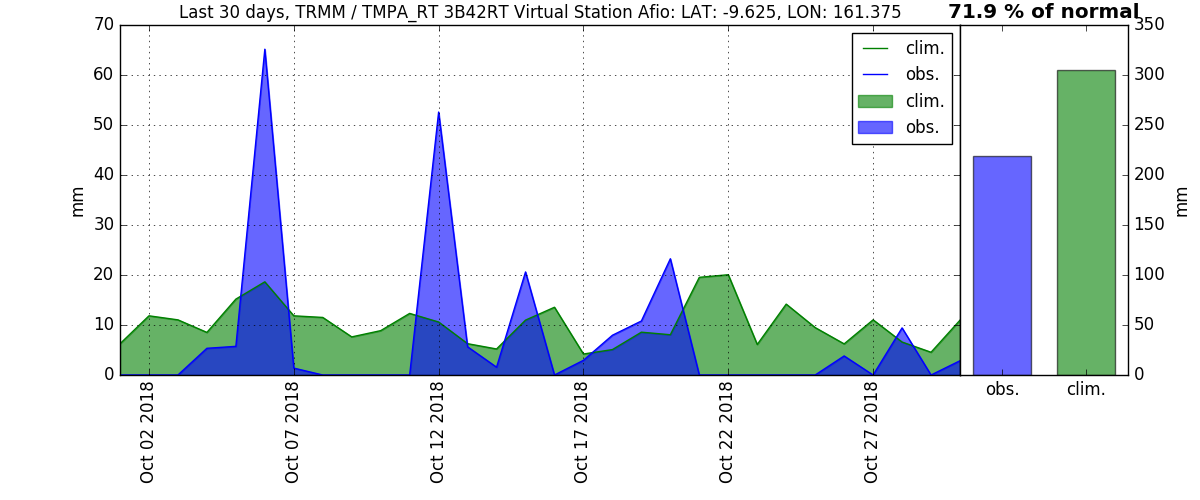 Last 30 days, TRMM / TMPA_RT 3B42RT Virtual Station Afio: LAT: -9.625, LON: 161.375
71.9 % of normal
70
60
50
40
30
20
10
0
mm
clim.
obs.
clim.
obs.
Oct 02 2018
Oct 07 2018
Oct 12 2018
Oct 17 2018
Oct 22 2018
Oct 27 2018
350
300
250
200
150
100
50
0
mm
obs.
clim.